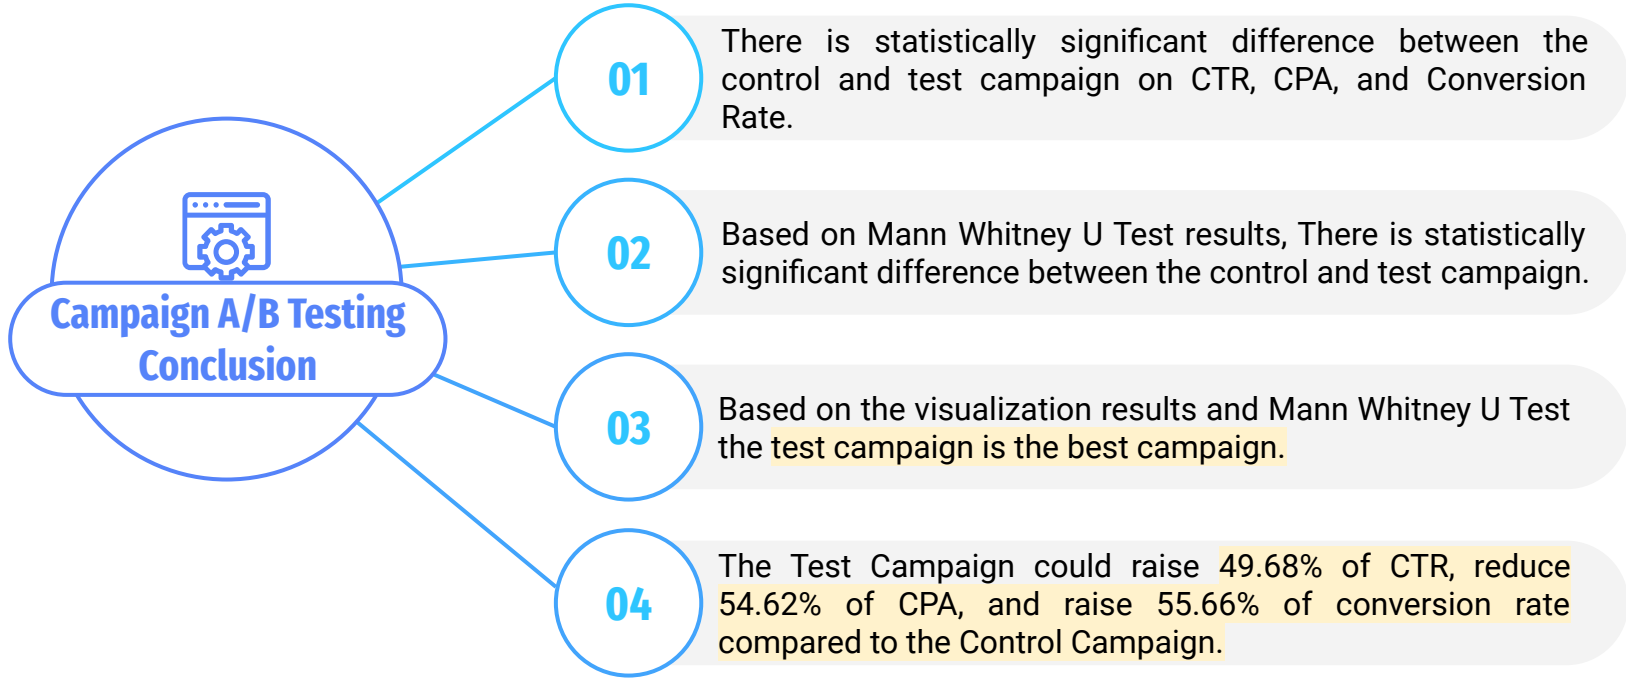 Campaign A/B Testing
Conclusion
01
There is statistically significant difference between the
control and test campaign on CTR, CPA, and Conversion
Rate.
02
Based on Mann Whitney U Test results, There is statistically
significant difference between the control and test campaign.
03
Based on the visualization results and Mann Whitney U Test
the test campaign is the best campaign.
04
The Test Campaign could raise 49.68% of CTR, reduce
54.62% of CPA, and raise 55.66% of conversion rate
compared to the Control Campaign.